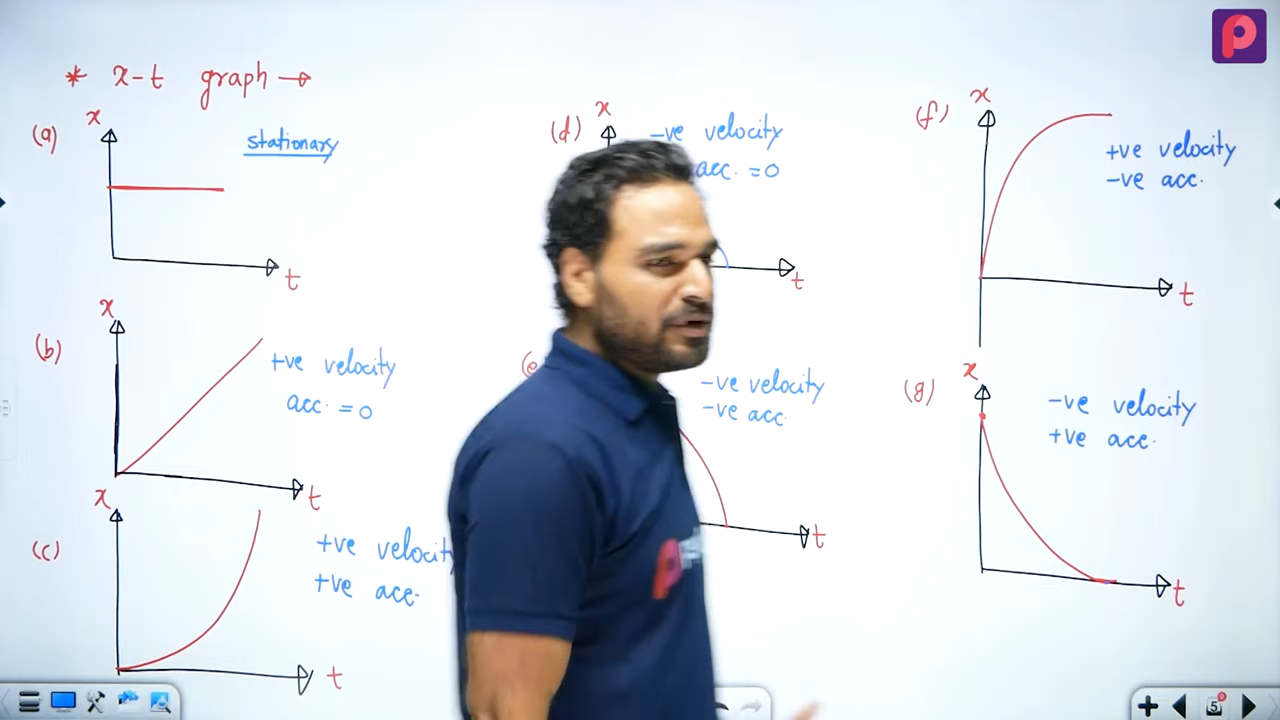 * x-t graph →
(a)
x
stationary
t
(b)
x
+ve velocity
acc. = 0
t
(c)
x
+ve velocity
+ve acc.
t
(d)
x
-ve velocity
acc. = 0
t
(e
-ve velocity
-ve acc
t
(f)
x
+ve velocity
-ve acc.
t
(g)
x
-ve velocity
+ve acc.
t
5